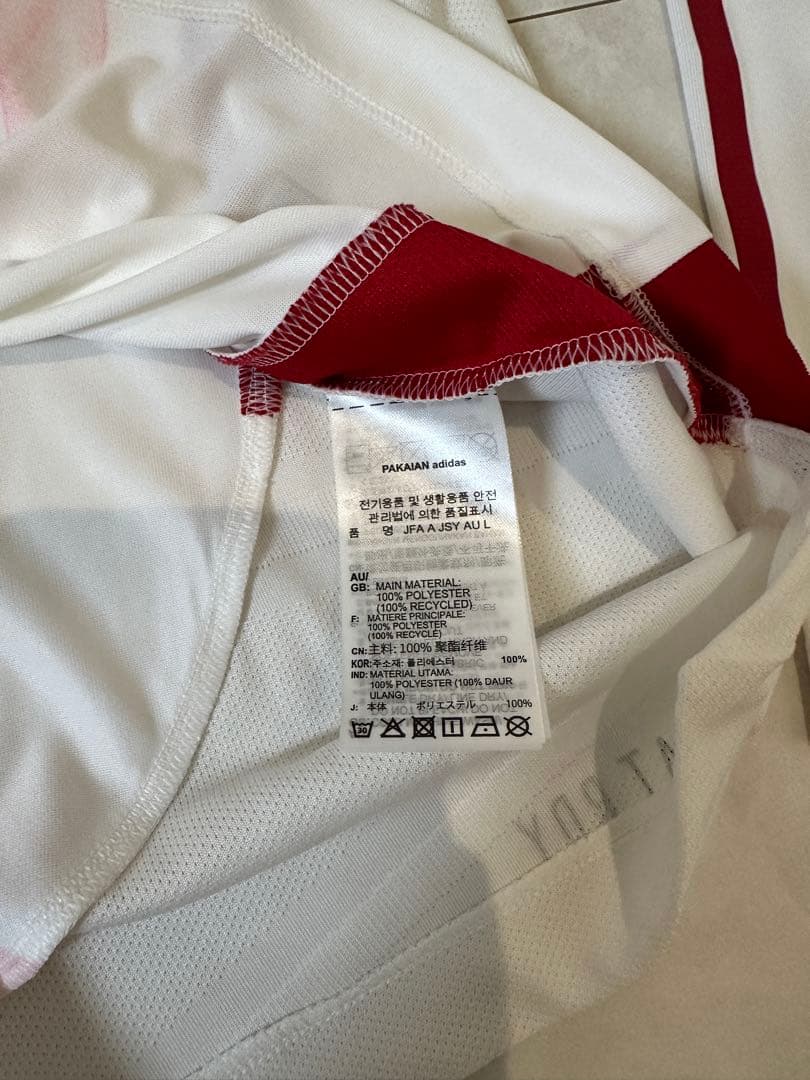 PAKAIAN adidas
전기용품 및 생활용품 안전
관리법에 의한 품질표시
품 명 JFA A JSY AU L
AU/
GB: MAIN MATERIAL:
100% POLYESTER
(100% RECYCLED)
F: MATIERE PRINCIPALE:
100% POLYESTER
(100% RECYCLÉ)
CN: 主料: 100% 聚酯纤维
KOR: 주소재: 폴리에스터 100%
IND: MATERIAL UTAMA:
100% POLYESTER (100% DAUR
ULANG)
J: 本体 ポリエステル 100%
30